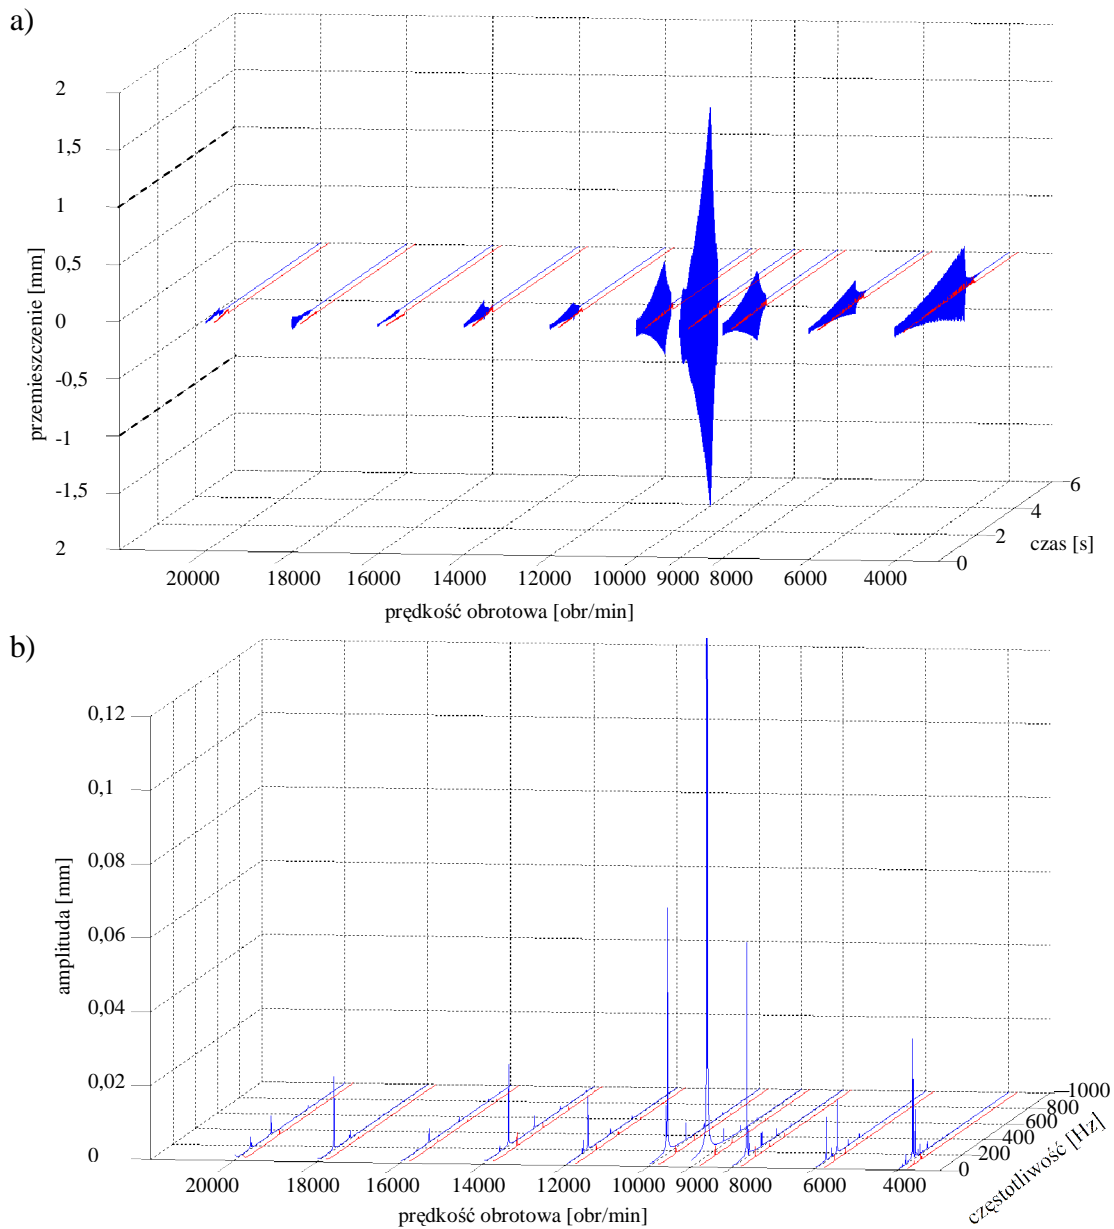 a)
2
1,5
1
0,5
0
-0,5
-1
-1,5
2
przemieszczenie [mm]
20000 18000 16000 14000 12000 10000 9000 8000 6000 4000
prędkość obrotowa [obr/min]
0 2 4 6
czas [s]
b)
0,12
0,1
0,08
0,06
0,04
0,02
0
amplituda [mm]
20000 18000 16000 14000 12000 10000 9000 8000 6000 4000
prędkość obrotowa [obr/min]
0 200 400 600 800 1000
częstotliwość [Hz]